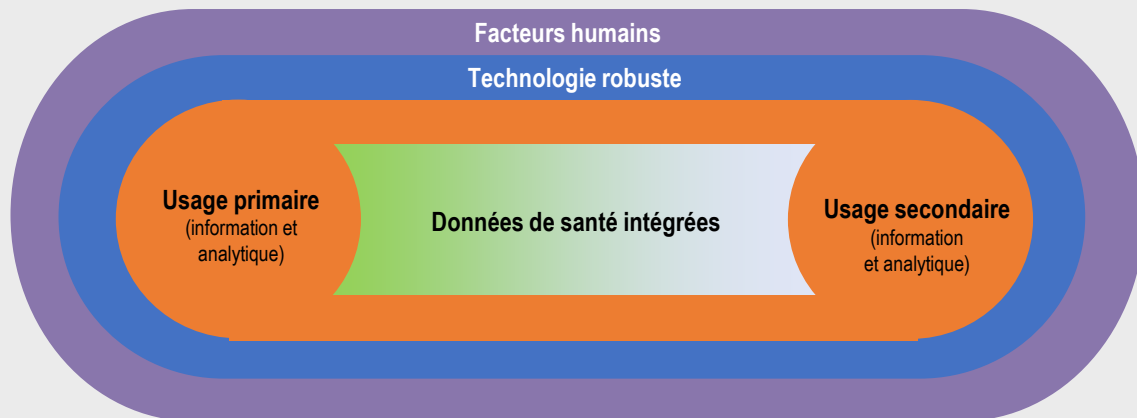 Facteurs humains
Technologie robuste
Usage primaire
(information et
analytique)
Données de santé intégrées
Usage secondaire
(information
et analytique)